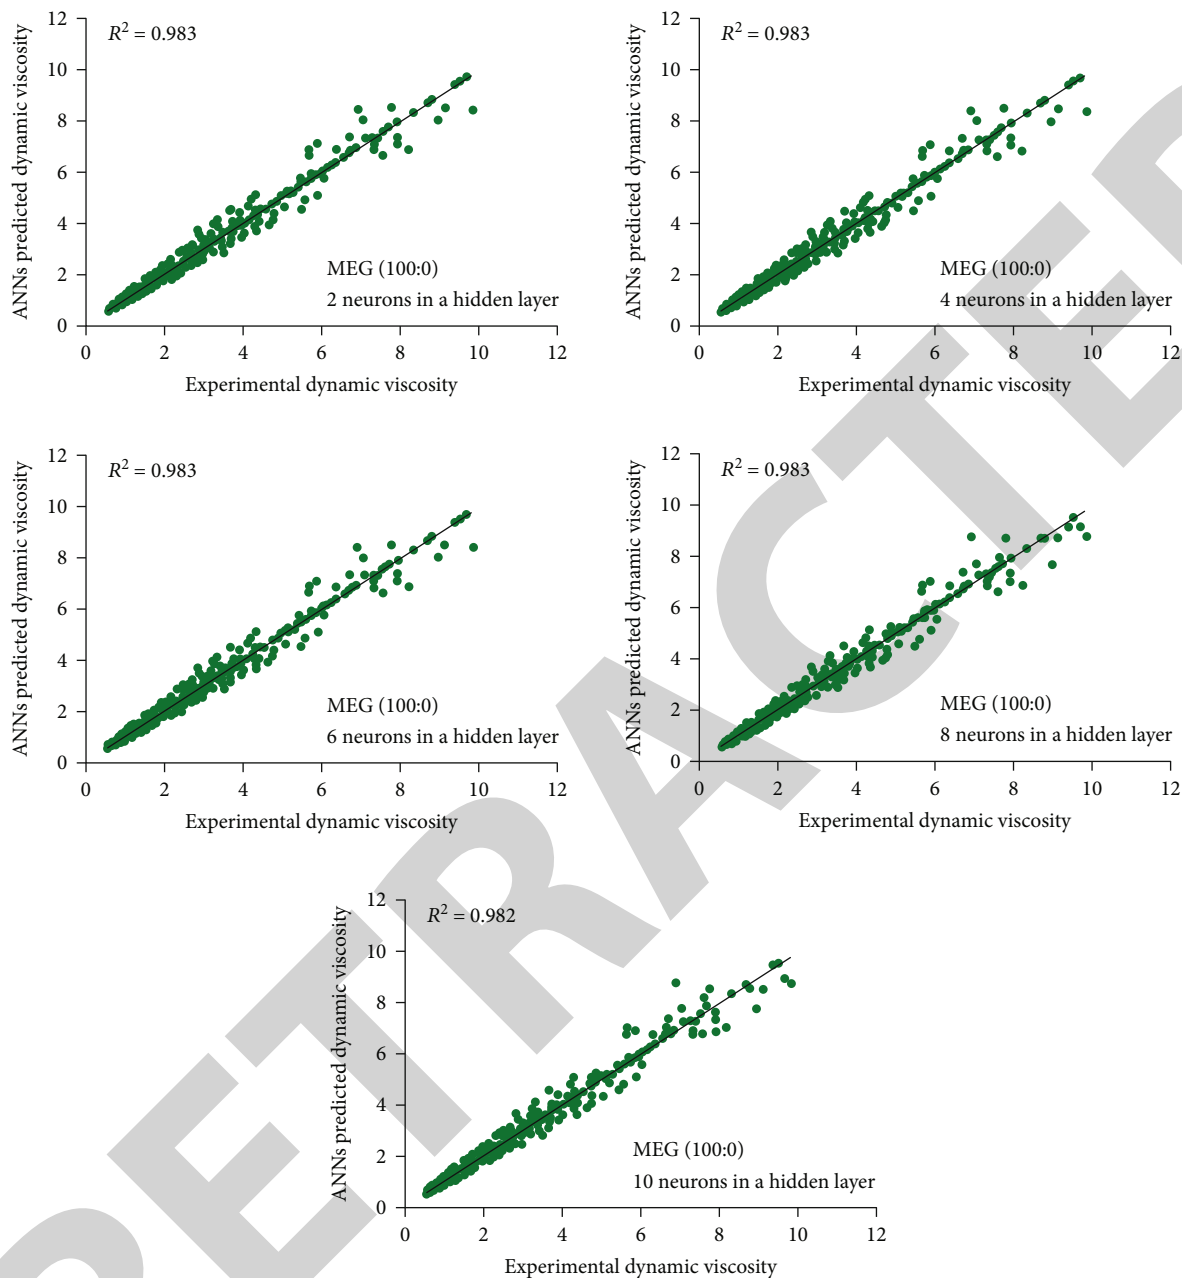 12
10
8
6
4
2
0
ANNs predicted dynamic viscosity
R² = 0.983
MEG (100:0)
2 neurons in a hidden layer
0 2 4 6 8 10 12
Experimental dynamic viscosity
12
10
8
6
4
2
0
ANNs predicted dynamic viscosity
R² = 0.983
MEG (100:0)
4 neurons in a hidden layer
0 2 4 6 8 10 12
Experimental dynamic viscosity
12
10
8
6
4
2
0
ANNs predicted dynamic viscosity
R² = 0.983
MEG (100:0)
6 neurons in a hidden layer
0 2 4 6 8 10 12
Experimental dynamic viscosity
12
10
8
6
4
2
0
ANNs predicted dynamic viscosity
R² = 0.983
MEG (100:0)
8 neurons in a hidden layer
0 2 4 6 8 10 12
Experimental dynamic viscosity
12
10
8
6
4
2
0
ANNs predicted dynamic viscosity
R² = 0.982
MEG (100:0)
10 neurons in a hidden layer
0 2 4 6 8 10 12
Experimental dynamic viscosity
RETRACTED